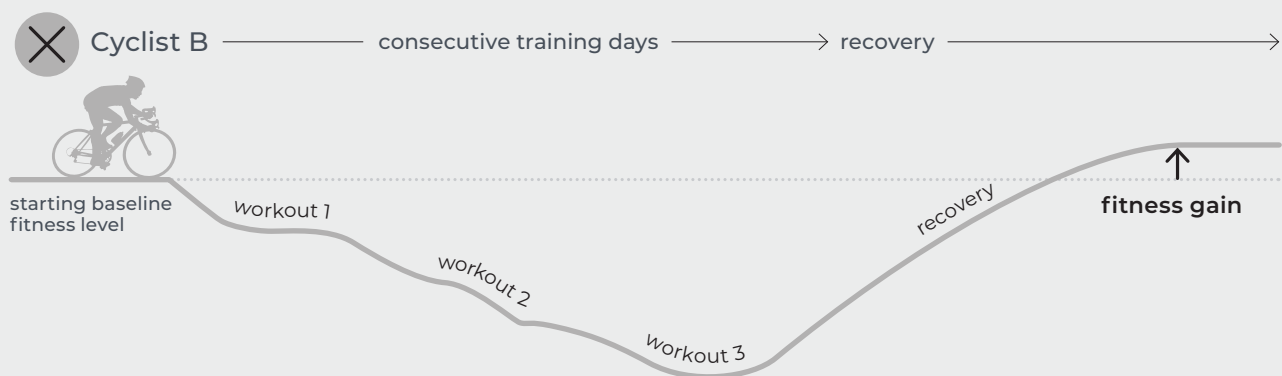 Cyclist B
consecutive training days
recovery
starting baseline
fitness level
workout 1
workout 2
workout 3
recovery
fitness gain